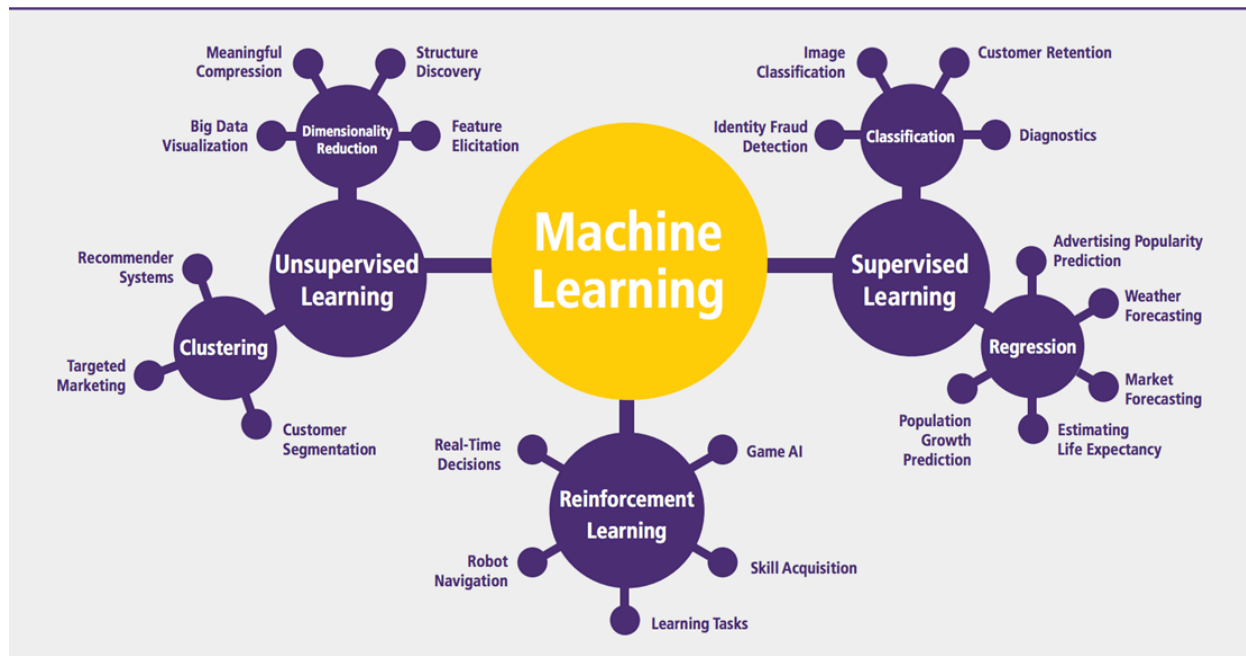 Machine
Learning
Unsupervised
Learning
Dimensionality
Reduction
Meaningful
Compression
Structure
Discovery
Big Data
Visualization
Feature
Elicitation
Clustering
Recommender
Systems
Targeted
Marketing
Customer
Segmentation
Supervised
Learning
Classification
Image
Classification
Customer Retention
Identity Fraud
Detection
Diagnostics
Regression
Advertising Popularity
Prediction
Weather
Forecasting
Market
Forecasting
Population
Growth
Prediction
Estimating
Life Expectancy
Reinforcement
Learning
Real-Time
Decisions
Game AI
Robot
Navigation
Skill Acquisition
Learning Tasks